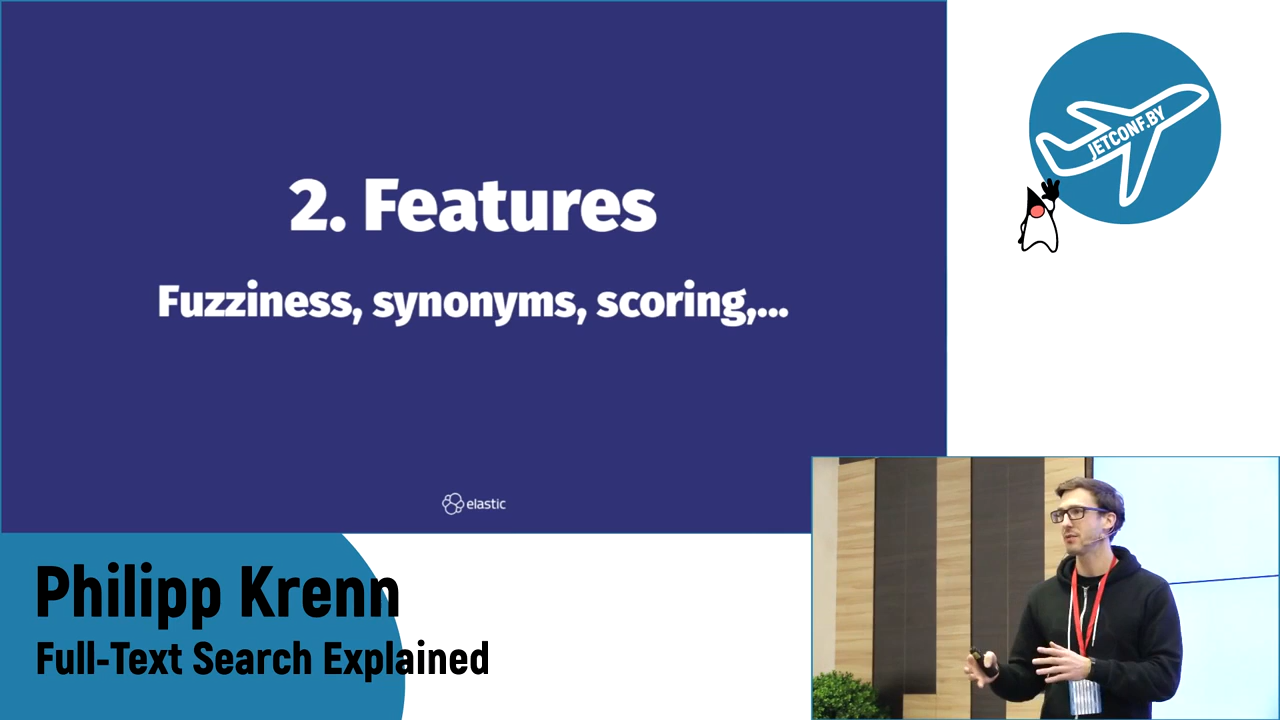 2. Features
Fuzziness, synonyms, scoring,...
elastic
JETCONF.BY
Philipp Krenn
Full-Text Search Explained